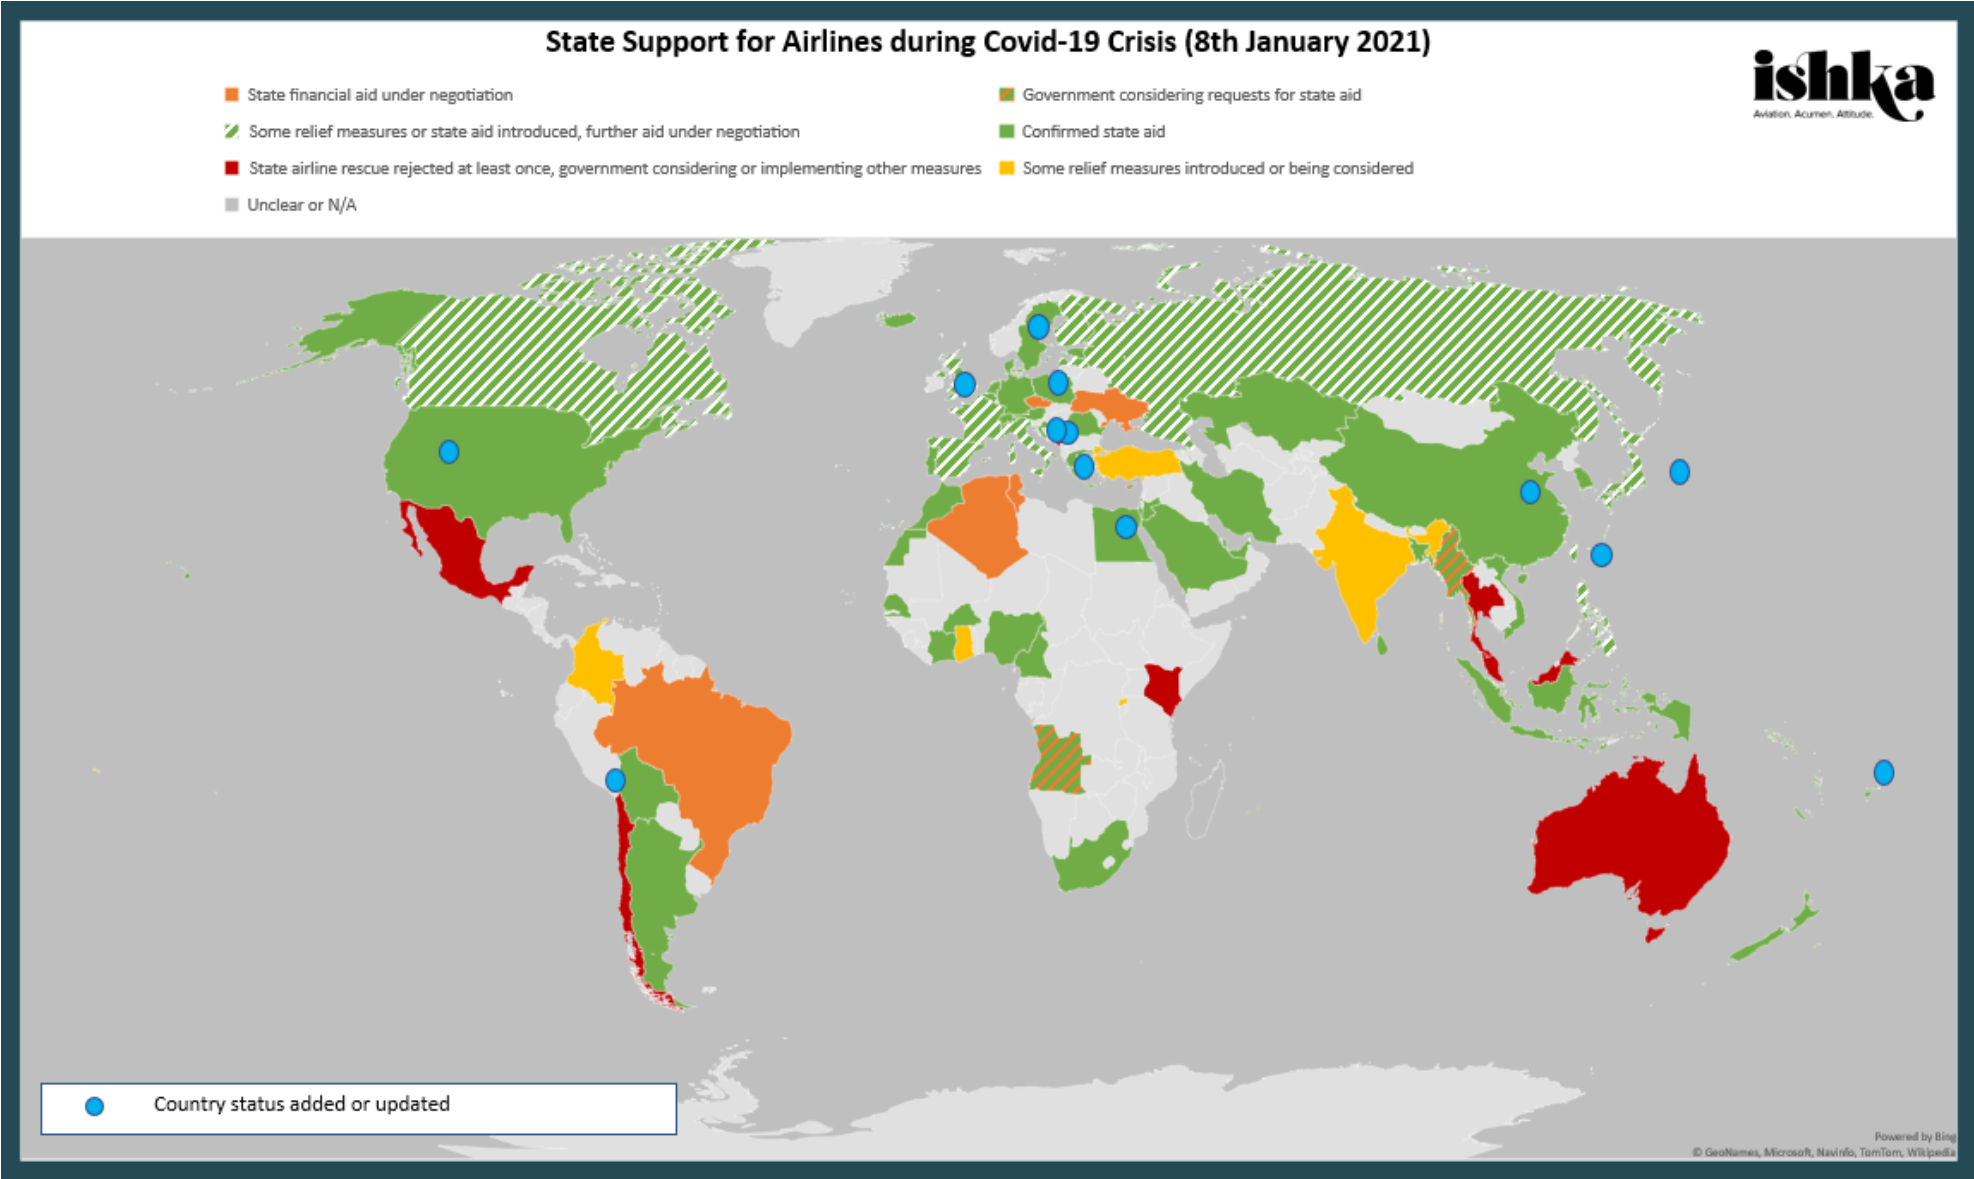 State Support for Airlines during Covid-19 Crisis (8th January 2021)
ishka
Aviation. Acumen. Attitude.
State financial aid under negotiation
Government considering requests for state aid
Some relief measures or state aid introduced, further aid under negotiation
Confirmed state aid
State airline rescue rejected at least once, government considering or implementing other measures
Some relief measures introduced or being considered
Unclear or N/A
Country status added or updated
Powered by Bing
© GeoNames, Microsoft, NavInfo, TomTom, Wikipedia